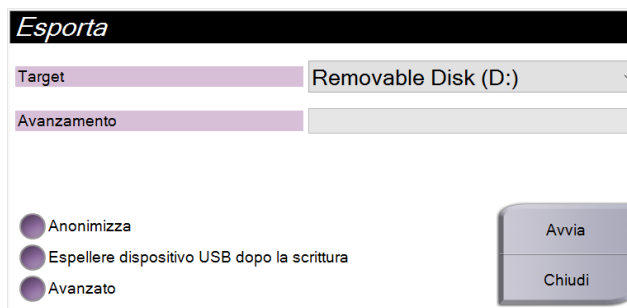 Esporta
Target
Removable Disk (D:)
Avanzamento
Anonimizza
Espellere dispositivo USB dopo la scrittura
Avanzato
Avvia
Chiudi